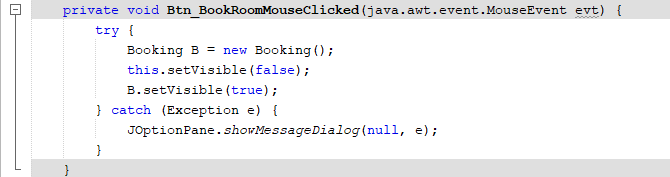 private void Btn_BookRoomMouseClicked(java.awt.event.MouseEvent evt) {
try {
Booking B = new Booking();
this.setVisible(false);
B.setVisible(true);
} catch (Exception e) {
JOptionPane.showMessageDialog(null, e);
}
}